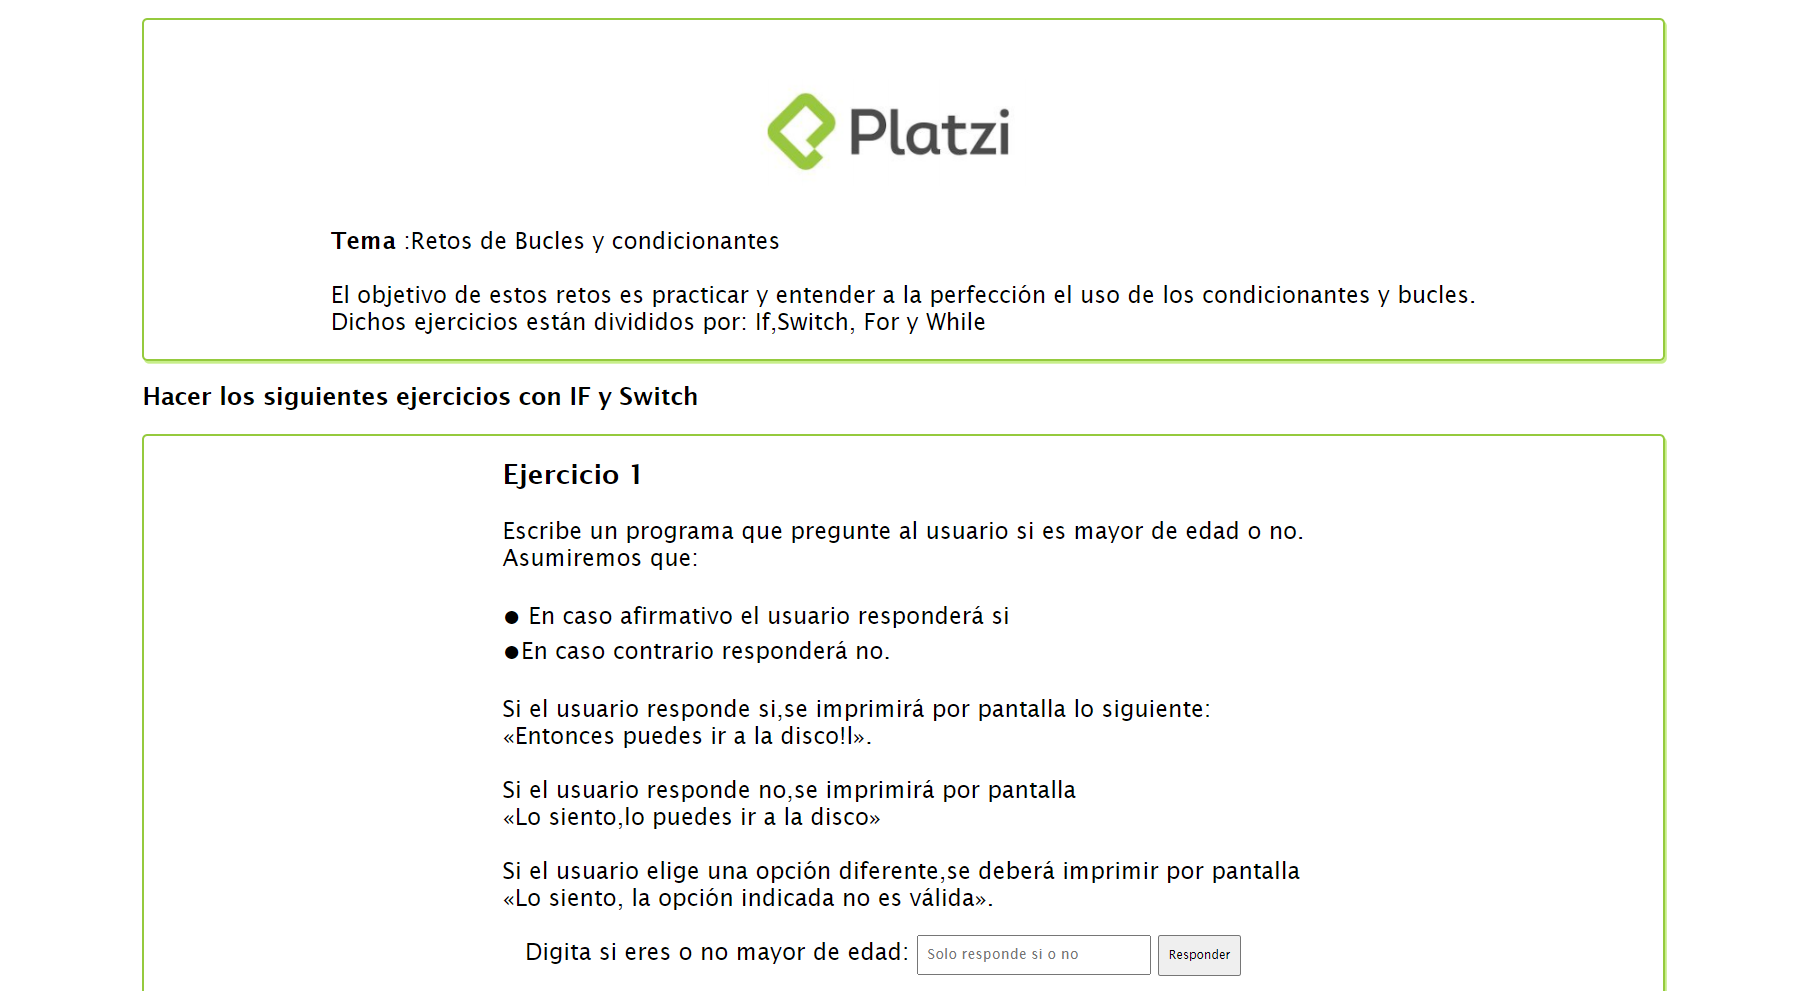 Platzi
Tema :Retos de Bucles y condicionantes
El objetivo de estos retos es practicar y entender a la perfección el uso de los condicionantes y bucles.
Dichos ejercicios están divididos por: If,Switch, For y While
Hacer los siguientes ejercicios con IF y Switch
Ejercicio 1
Escribe un programa que pregunte al usuario si es mayor de edad o no.
Asumiremos que:
● En caso afirmativo el usuario responderá si
●En caso contrario responderá no.
Si el usuario responde si,se imprimirá por pantalla lo siguiente:
«Entonces puedes ir a la disco!l».
Si el usuario responde no,se imprimirá por pantalla
«Lo siento,lo puedes ir a la disco»
Si el usuario elige una opción diferente,se deberá imprimir por pantalla
«Lo siento, la opción indicada no es válida».
Digita si eres o no mayor de edad: Solo responde si o no Responder